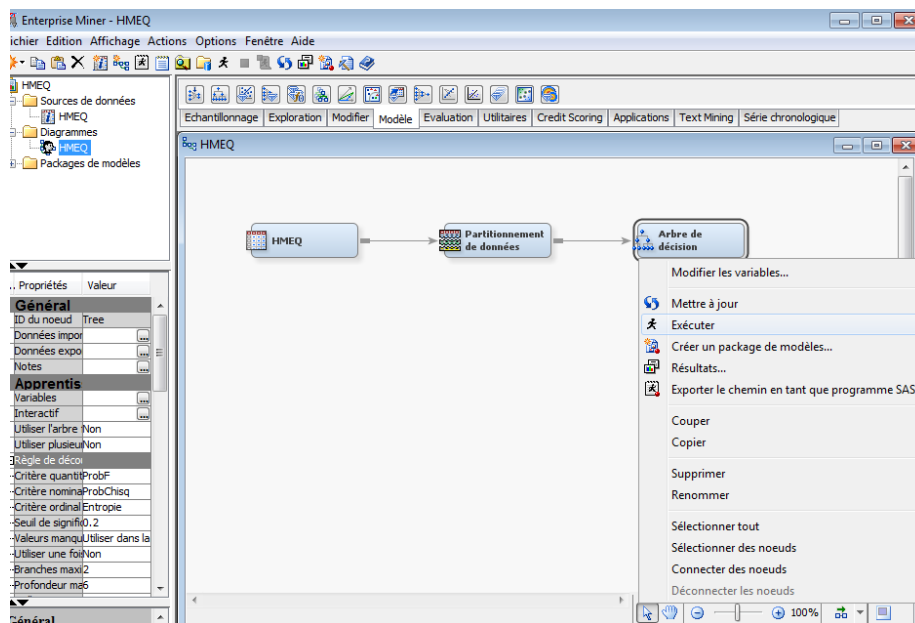 Enterprise Miner - HMEQ
ichier Edition Affichage Actions Options Fenêtre Aide
HMEQ
Sources de données
HMEQ
Diagrammes
HMEQ
Packages de modèles
Echantillonnage Exploration Modifier Modèle Evaluation Utilitaires Credit Scoring Applications Text Mining Série chronologique
HMEQ
HMEQ
Partitionnement
de données
Arbre de
décision
.. Propriétés Valeur
Général
ID du noeud Tree
Données impor
Données expo
Notes
Apprentis
Variables
Interactif
Utiliser l'arbre Non
Utiliser plusieu Non
Règle de déco
Critère quantit ProbF
Critère nomina ProbChisq
Critère ordinal Entropie
Seuil de signific 0.2
Valeurs manqu Utiliser dans la
Utiliser une fois Non
Branches maxi 2
Profondeur ma 6
Général
Modifier les variables...
Mettre à jour
Exécuter
Créer un package de modèles...
Résultats...
Exporter le chemin en tant que programme SAS
Couper
Copier
Supprimer
Renommer
Sélectionner tout
Sélectionner des noeuds
Connecter des noeuds
Déconnecter les noeuds
100%